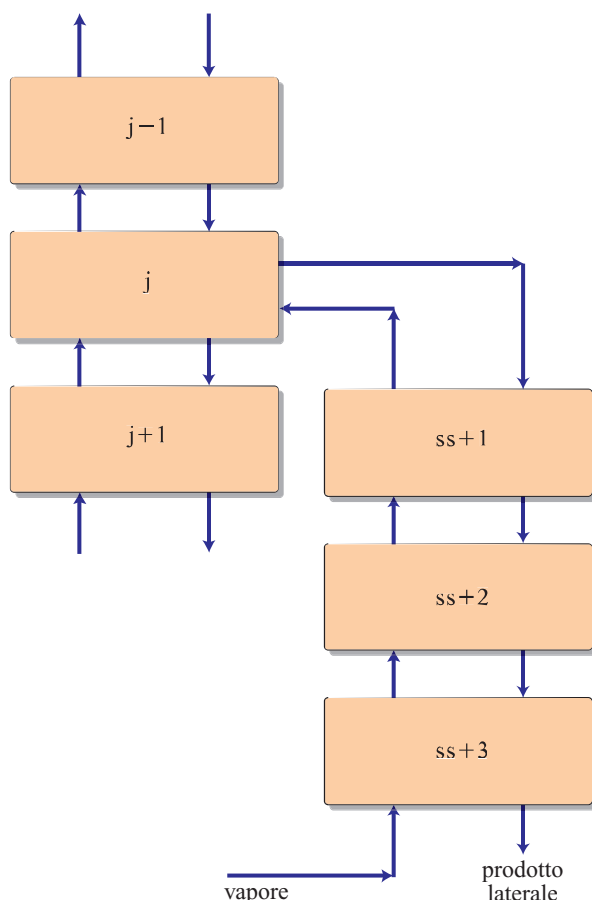 j−1
j
j+1
ss+1
ss+2
ss+3
vapore
prodotto
laterale